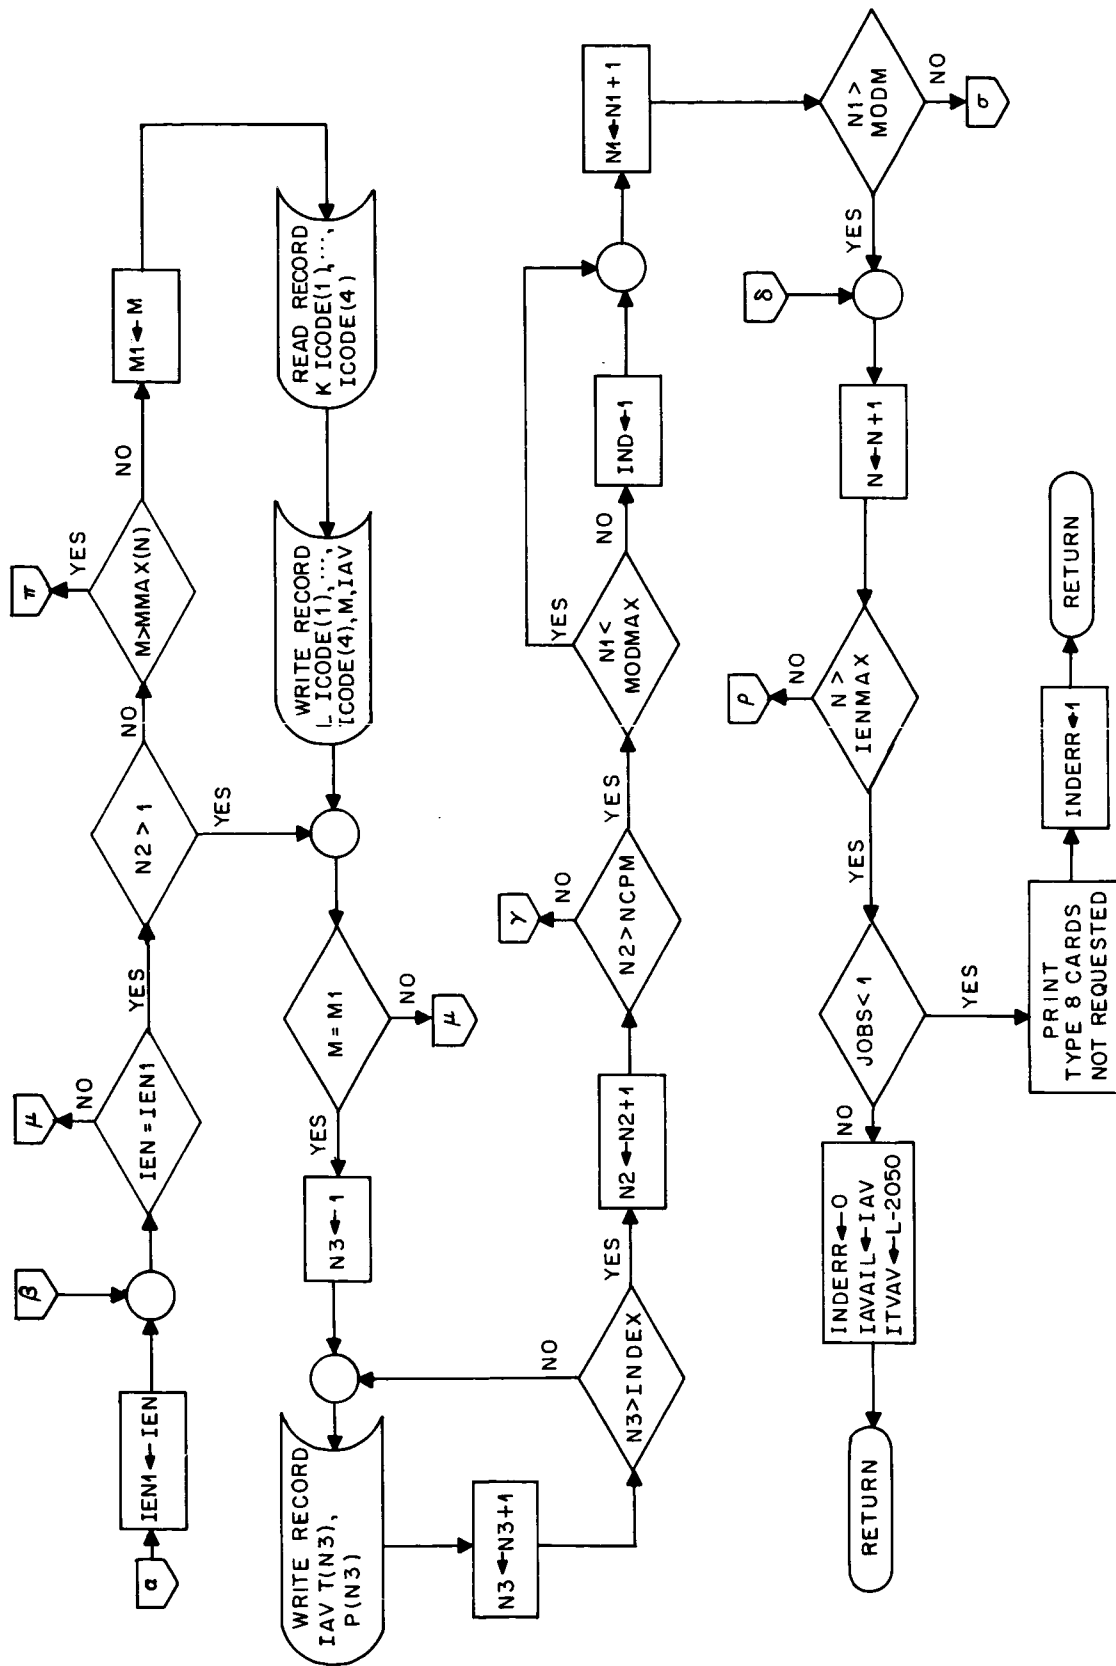 α
IEN1←IEN
β
IEN = IEN1
NO
μ
YES
N2 > 1
NO
YES
M>MMAX(N)
YES
π
NO
M1←M
READ RECORD
K ICODE(1),···,
ICODE(4)
WRITE RECORD
L ICODE(1),···,
ICODE(4),M,IAV
M = M1
NO
μ
YES
N3←1
WRITE RECORD
IAV T(N3),
P(N3)
N3←N3+1
N3>INDEX
NO
YES
N2←N2+1
N2>NCPM
NO
γ
YES
N1<
MODMAX
YES
NO
IND←1
N1←N1+1
N1>
MODM
NO
σ
YES
δ
N←N+1
N >
IENMAX
NO
ρ
YES
JOBS<1
YES
PRINT
TYPE 8 CARDS
NOT REQUESTED
INDERR←1
RETURN
NO
INDERR←0
IAVAIL←IAV
ITVAV←L-2050
RETURN